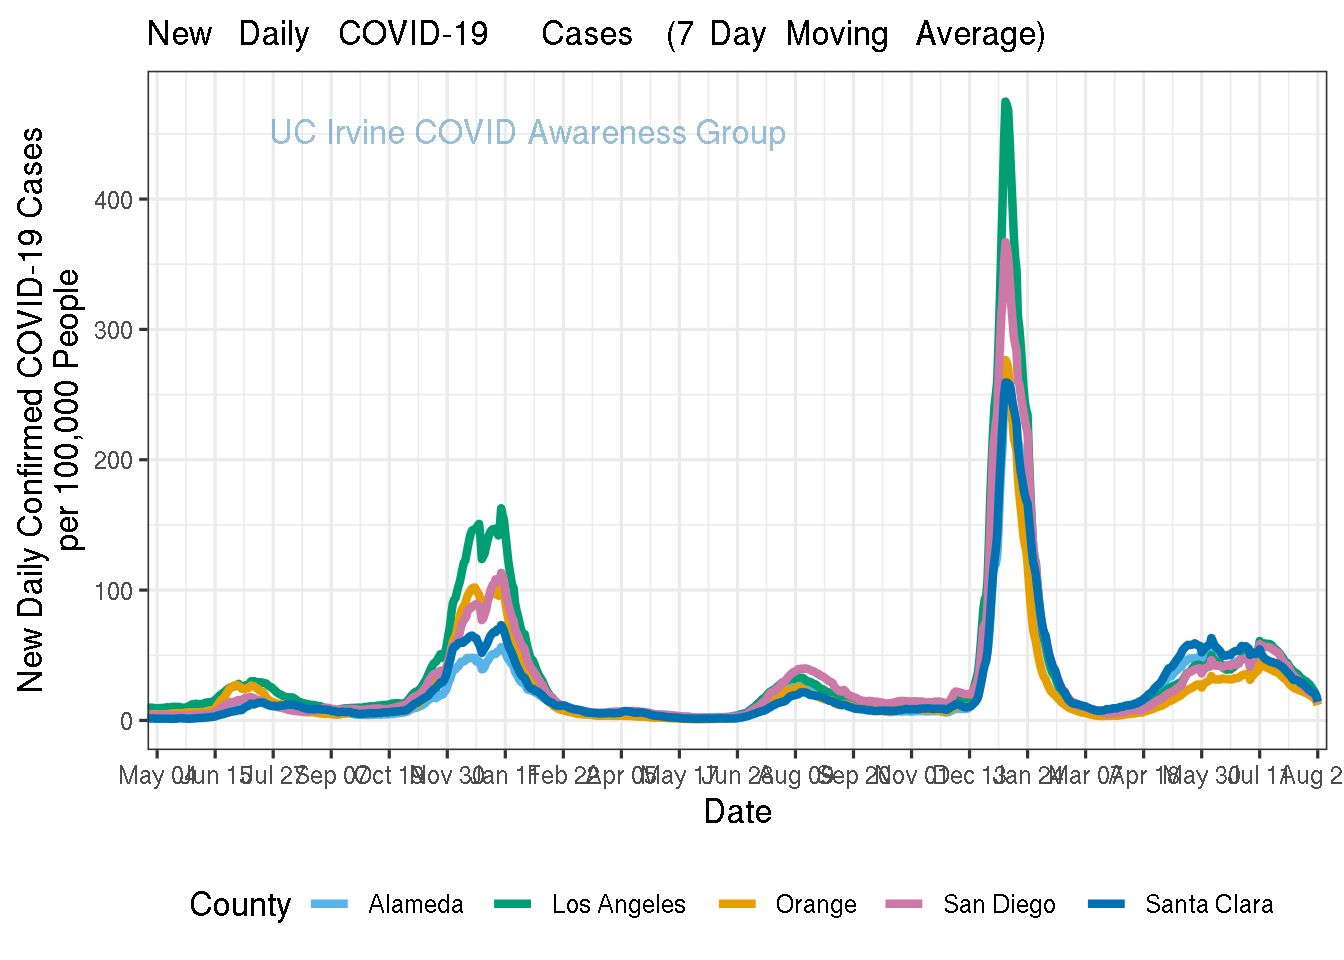 New Daily COVID-19 Cases (7 Day Moving Average)
UC Irvine COVID Awareness Group
New Daily Confirmed COVID-19 Cases
per 100,000 People
400
300
200
100
0
May 04 Jun 15 Jul 27 Sep 07 Oct 19 Nov 30 Jan 11 Feb 22 Apr 05 May 17 Jun 28 Aug 09 Sep 20 Nov 01 Dec 13 Jan 24 Mar 07 Apr 18 May 30 Jul 11 Aug 2
Date
County Alameda Los Angeles Orange San Diego Santa Clara